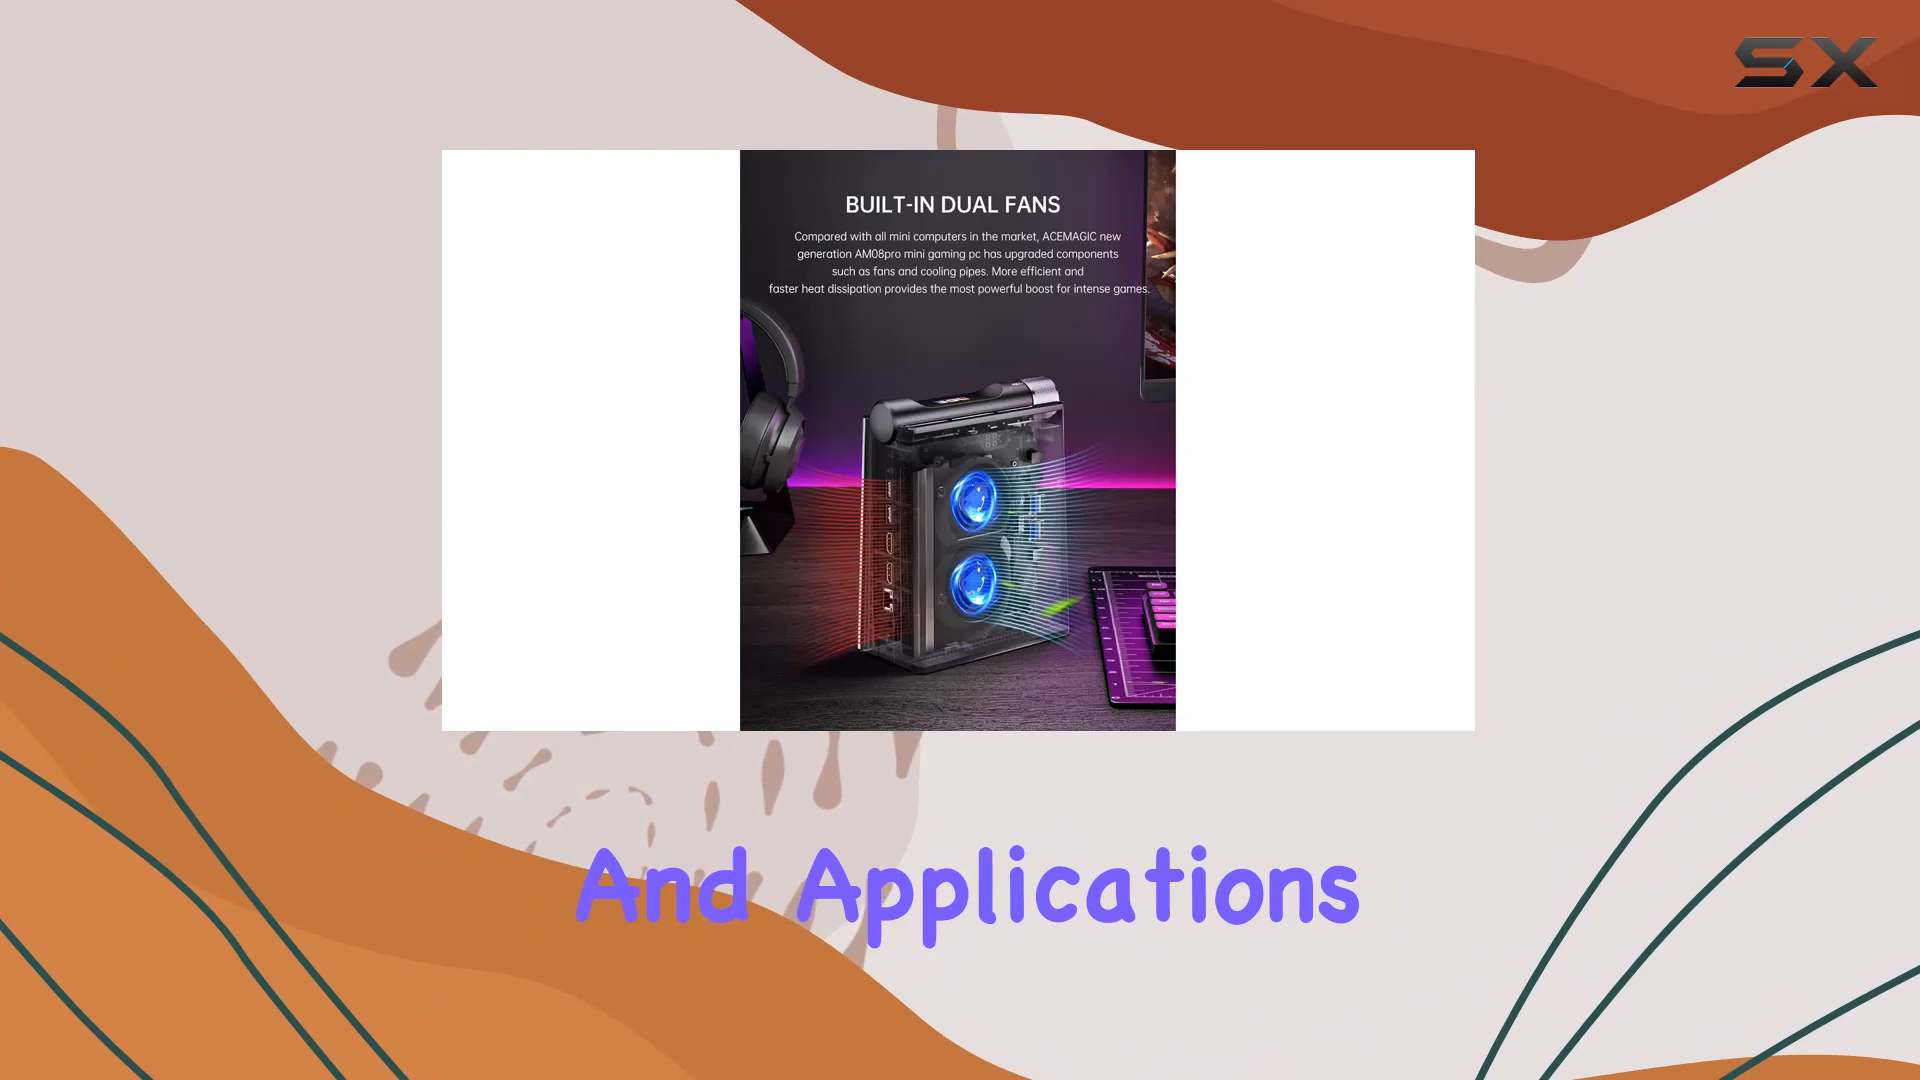 SX
BUILT-IN DUAL FANS
Compared with all mini computers in the market, ACEMAGIC new
generation AM08pro mini gaming pc has upgraded components
such as fans and cooling pipes. More efficient and
faster heat dissipation provides the most powerful boost for intense games.
And Applications